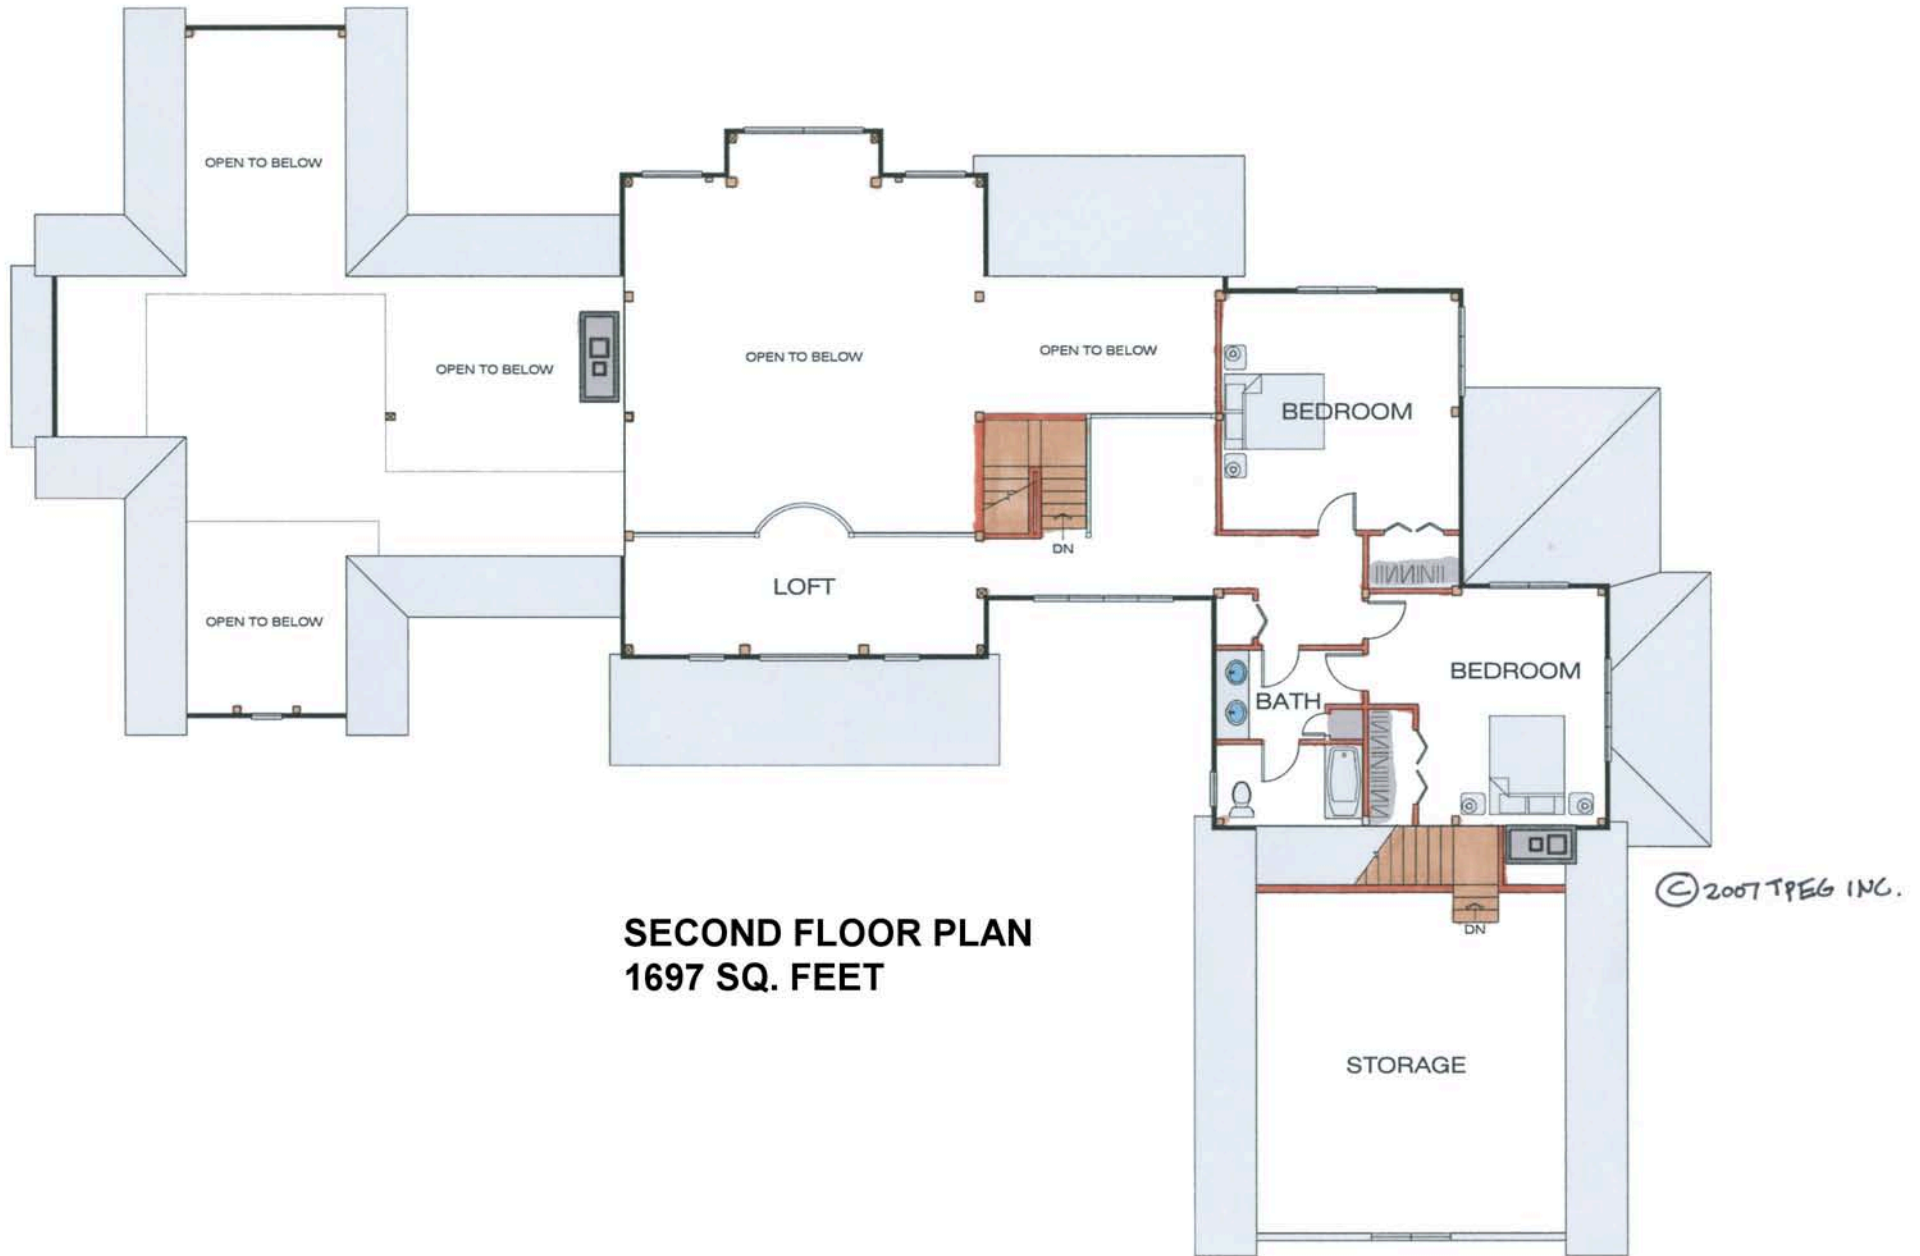 OPEN TO BELOW
OPEN TO BELOW
OPEN TO BELOW
OPEN TO BELOW
BEDROOM
DN
LOFT
OPEN TO BELOW
BEDROOM
BATH
© 2007 TPEG INC.
SECOND FLOOR PLAN
1697 SQ. FEET
DN
STORAGE